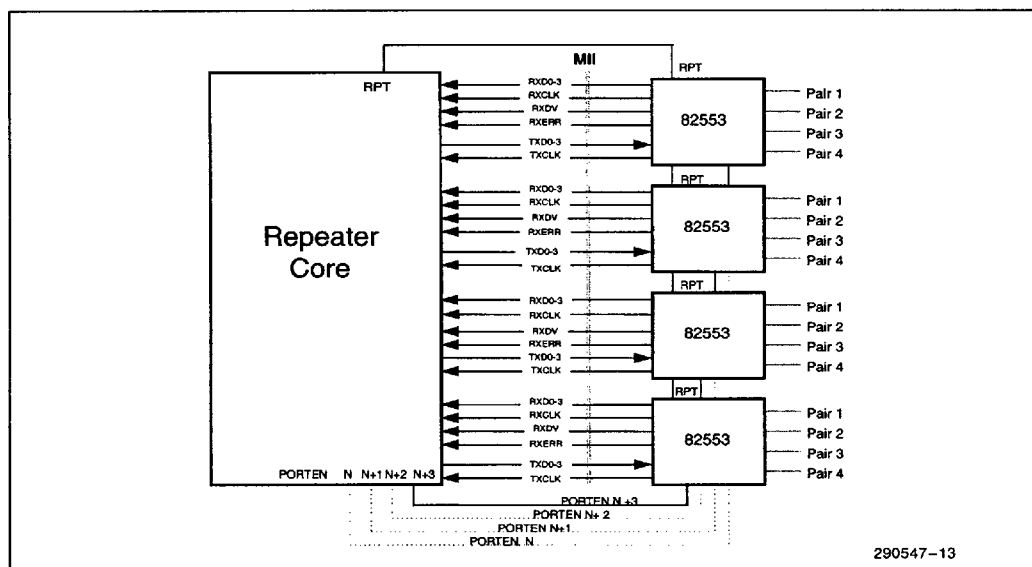 MII
RPT
RPT
RXD0-3
RXCLK
RXDV
RXERR
TXD0-3
TXCLK
82553
Pair 1
Pair 2
Pair 3
Pair 4
RPT
RXD0-3
RXCLK
RXDV
RXERR
TXD0-3
TXCLK
82553
Pair 1
Pair 2
Pair 3
Pair 4
Repeater
Core
RPT
RXD0-3
RXCLK
RXDV
RXERR
TXD0-3
TXCLK
82553
Pair 1
Pair 2
Pair 3
Pair 4
RPT
RXD0-3
RXCLK
RXDV
RXERR
TXD0-3
TXCLK
82553
Pair 1
Pair 2
Pair 3
Pair 4
PORTEN N N+1 N+2 N+3
PORTEN N+3
PORTEN N+2
PORTEN N+1
PORTEN N
290547-13